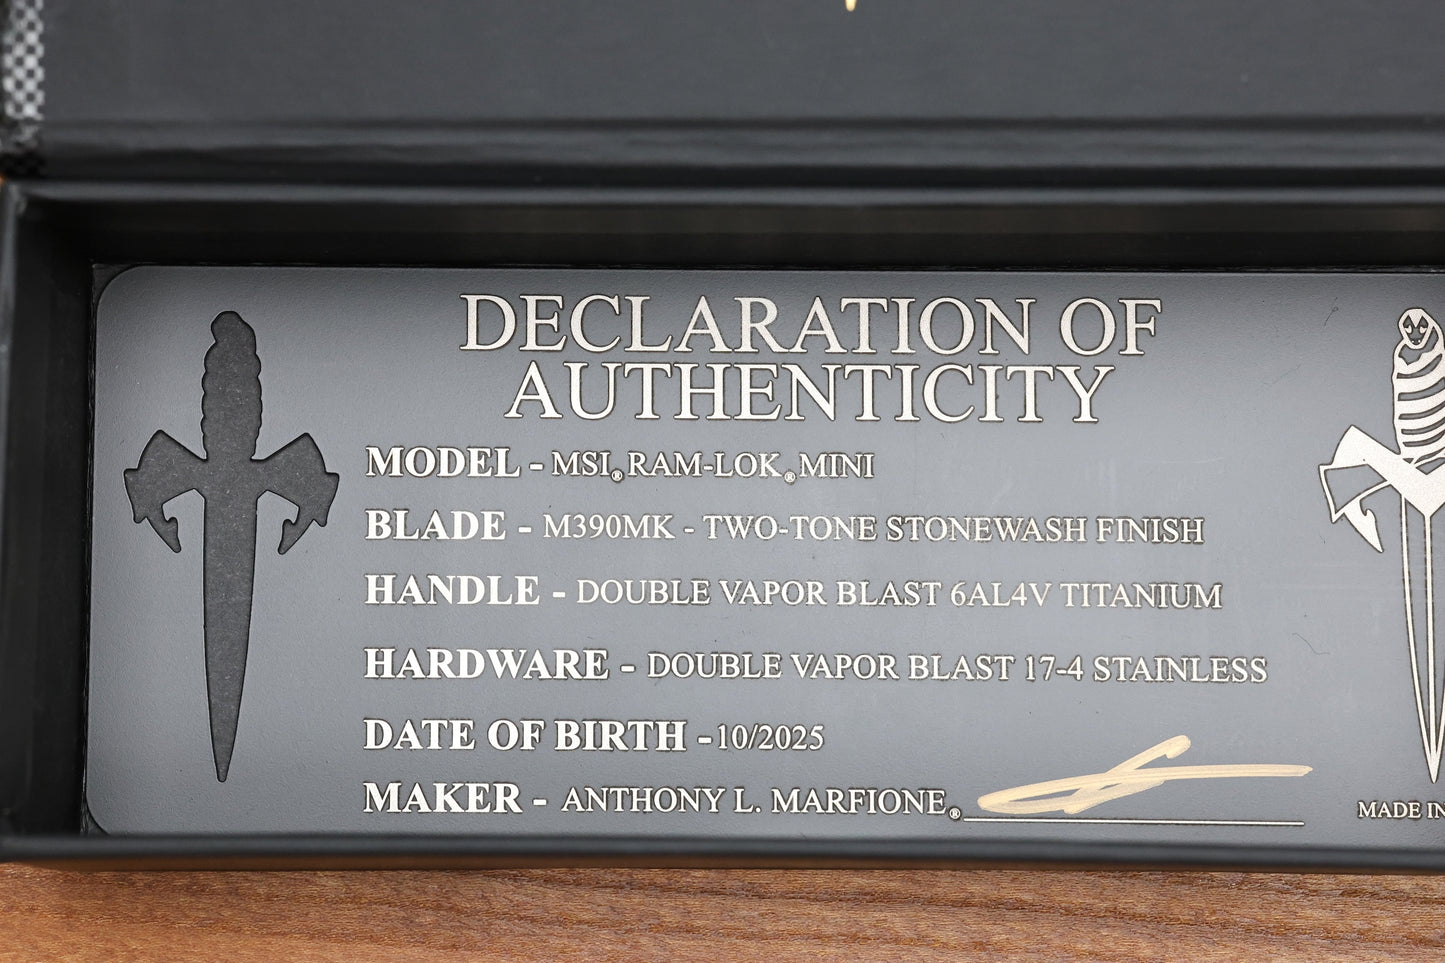 DECLARATION OF
AUTHENTICITY
MODEL - MSI® RAM-LOK® MINI
BLADE - M390MK - TWO-TONE STONEWASH FINISH
HANDLE - DOUBLE VAPOR BLAST 6AL4V TITANIUM
HARDWARE - DOUBLE VAPOR BLAST 17-4 STAINLESS
DATE OF BIRTH -10/2025
MAKER - ANTHONY L. MARFIONE®
MADE IN